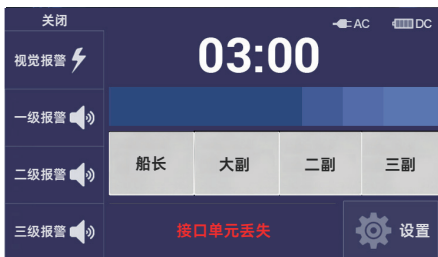 关闭
AC
DC
视觉报警
03:00
一级报警
二级报警
船长
大副
二副
三副
三级报警
接口单元丢失
设置